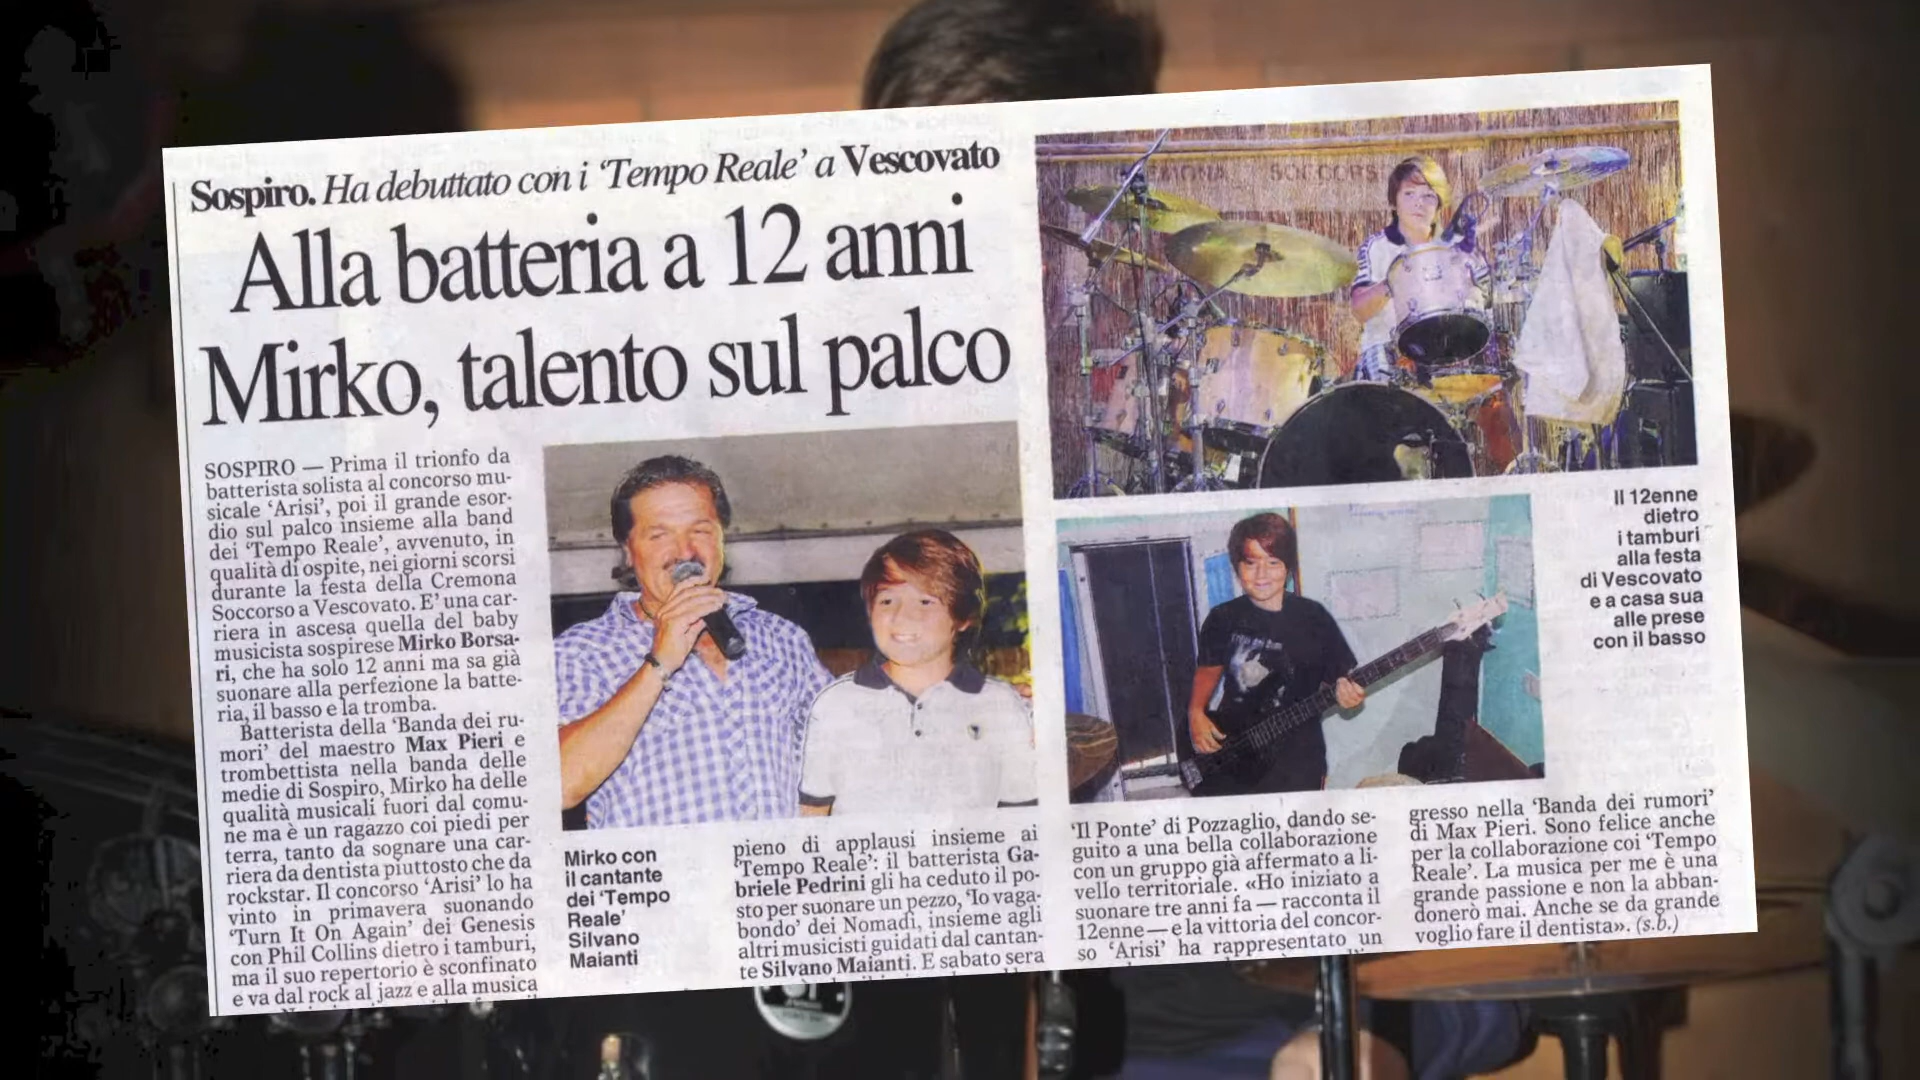 Sospiro. Ha debuttato con i 'Tempo Reale' a Vescovato
Alla batteria a 12 anni
Mirko, talento sul palco
SOSPIRO — Prima il trionfo da
batterista solista al concorso mu-
sicale 'Arisi', poi il grande esor-
dio sul palco insieme alla band
dei 'Tempo Reale', avvenuto, in
qualità di ospite, nei giorni scorsi
durante la festa della Cremona
Soccorso a Vescovato. E' una car-
riera in ascesa quella del baby
musicista sospirese Mirko Borsa-
ri, che ha solo 12 anni ma sa già
suonare alla perfezione la batte-
ria, il basso e la tromba.
Batterista della 'Banda dei ru-
mori' del maestro Max Pieri e
trombettista nella banda delle
medie di Sospiro, Mirko ha delle
qualità musicali fuori dal comu-
ne ma è un ragazzo coi piedi per
terra, tanto da sognare una car-
riera da dentista piuttosto che da
rockstar. Il concorso 'Arisi' lo ha
vinto in primavera suonando
'Turn It On Again' dei Genesis
con Phil Collins dietro i tamburi,
ma il suo repertorio è sconfinato
e va dal rock al jazz e alla musica
Mirko con
il cantante
dei 'Tempo
Reale'
Silvano
Maianti
pieno di applausi insieme ai
'Tempo Reale': il batterista Ga-
briele Pedrini gli ha ceduto il po-
sto per suonare un pezzo, 'Io vaga-
bondo' dei Nomadi, insieme agli
altri musicisti guidati dal cantan-
te Silvano Maianti. E sabato sera
SOCCORS
Il 12enne
dietro
i tamburi
alla festa
di Vescovato
e a casa sua
alle prese
con il basso
'Il Ponte' di Pozzaglio, dando se-
guito a una bella collaborazione
con un gruppo già affermato a li-
vello territoriale. «Ho iniziato a
suonare tre anni fa — racconta il
12enne — e la vittoria del concor-
so 'Arisi' ha rappresentato un
gresso nella 'Banda dei rumori'
di Max Pieri. Sono felice anche
per la collaborazione coi 'Tempo
Reale'. La musica per me è una
grande passione e non la abban-
donerò mai. Anche se da grande
voglio fare il dentista». (s.b.)